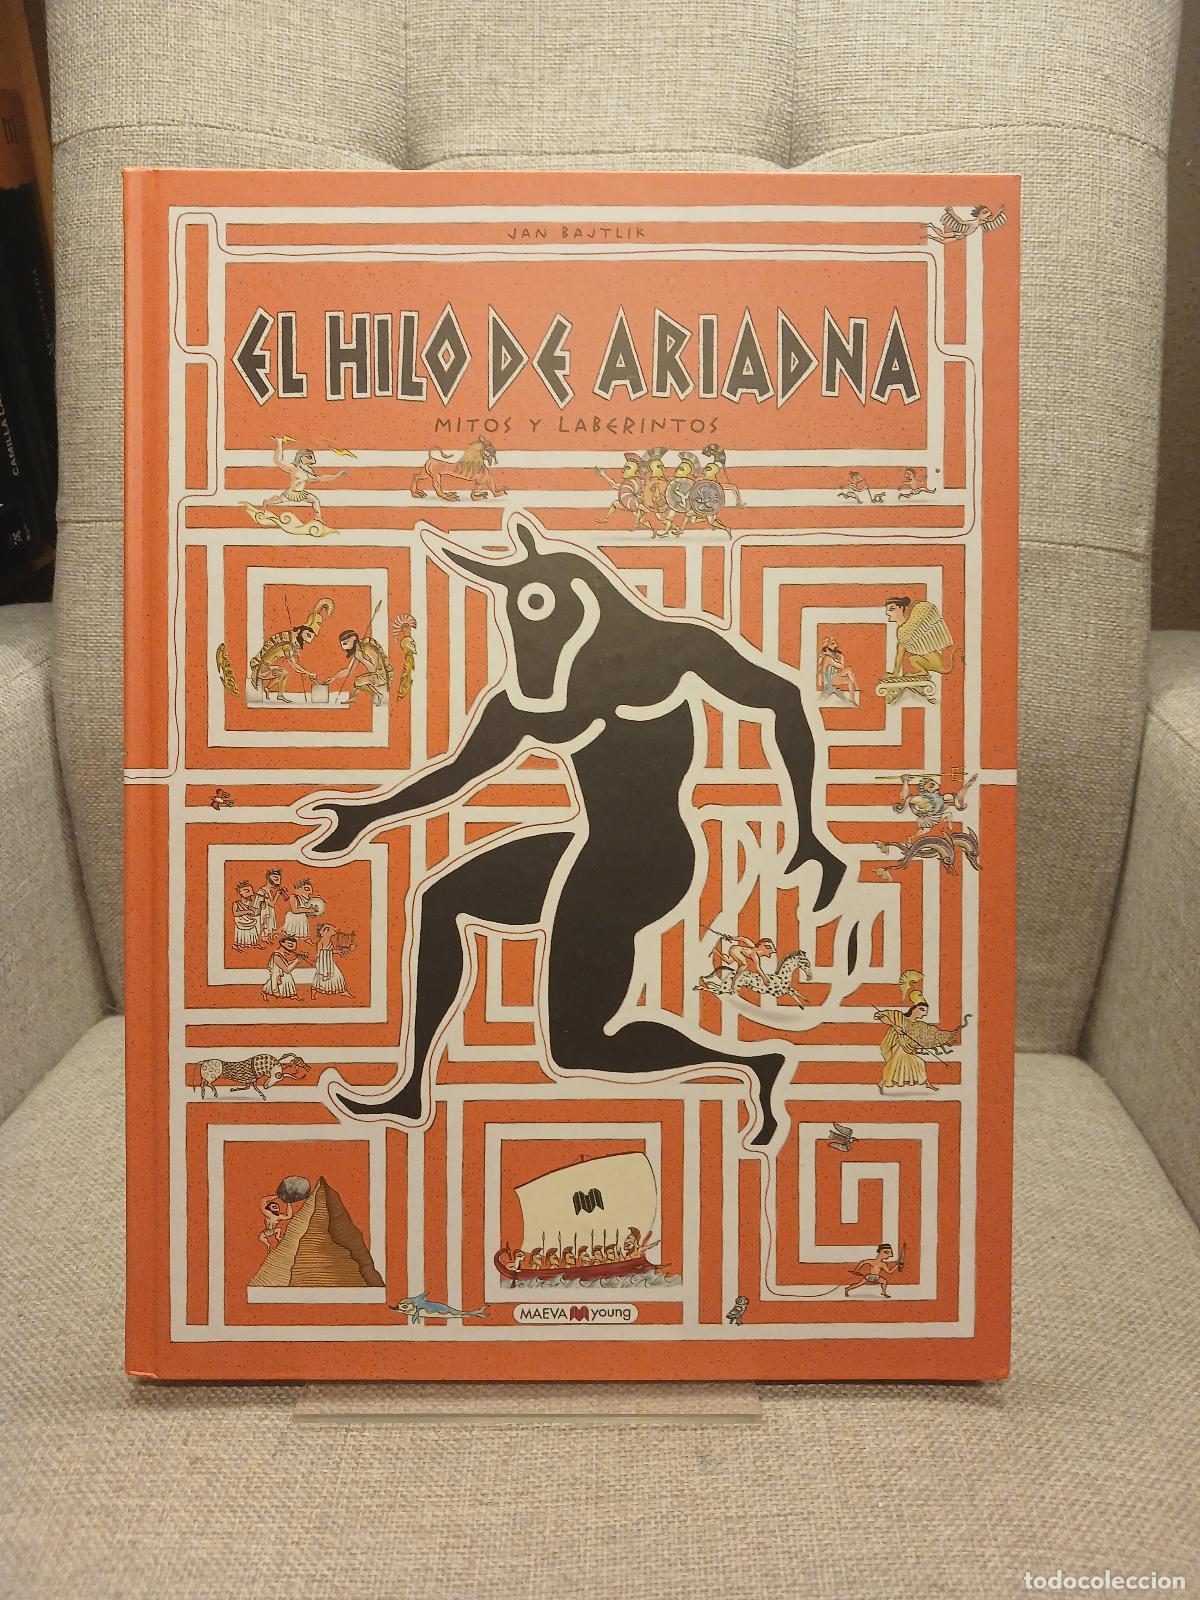 JAN BAJTLIK
EL HILO DE ARIADNA
MITOS Y LABERINTOS
MAEVA young
todocoleccion